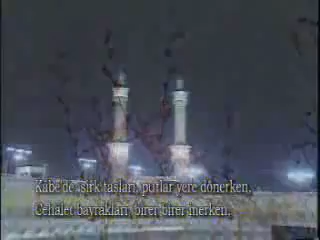 Kâbe'de şirk taşları, putlar yere dönerken,
Cehalet bayrakları birer birer inerken,